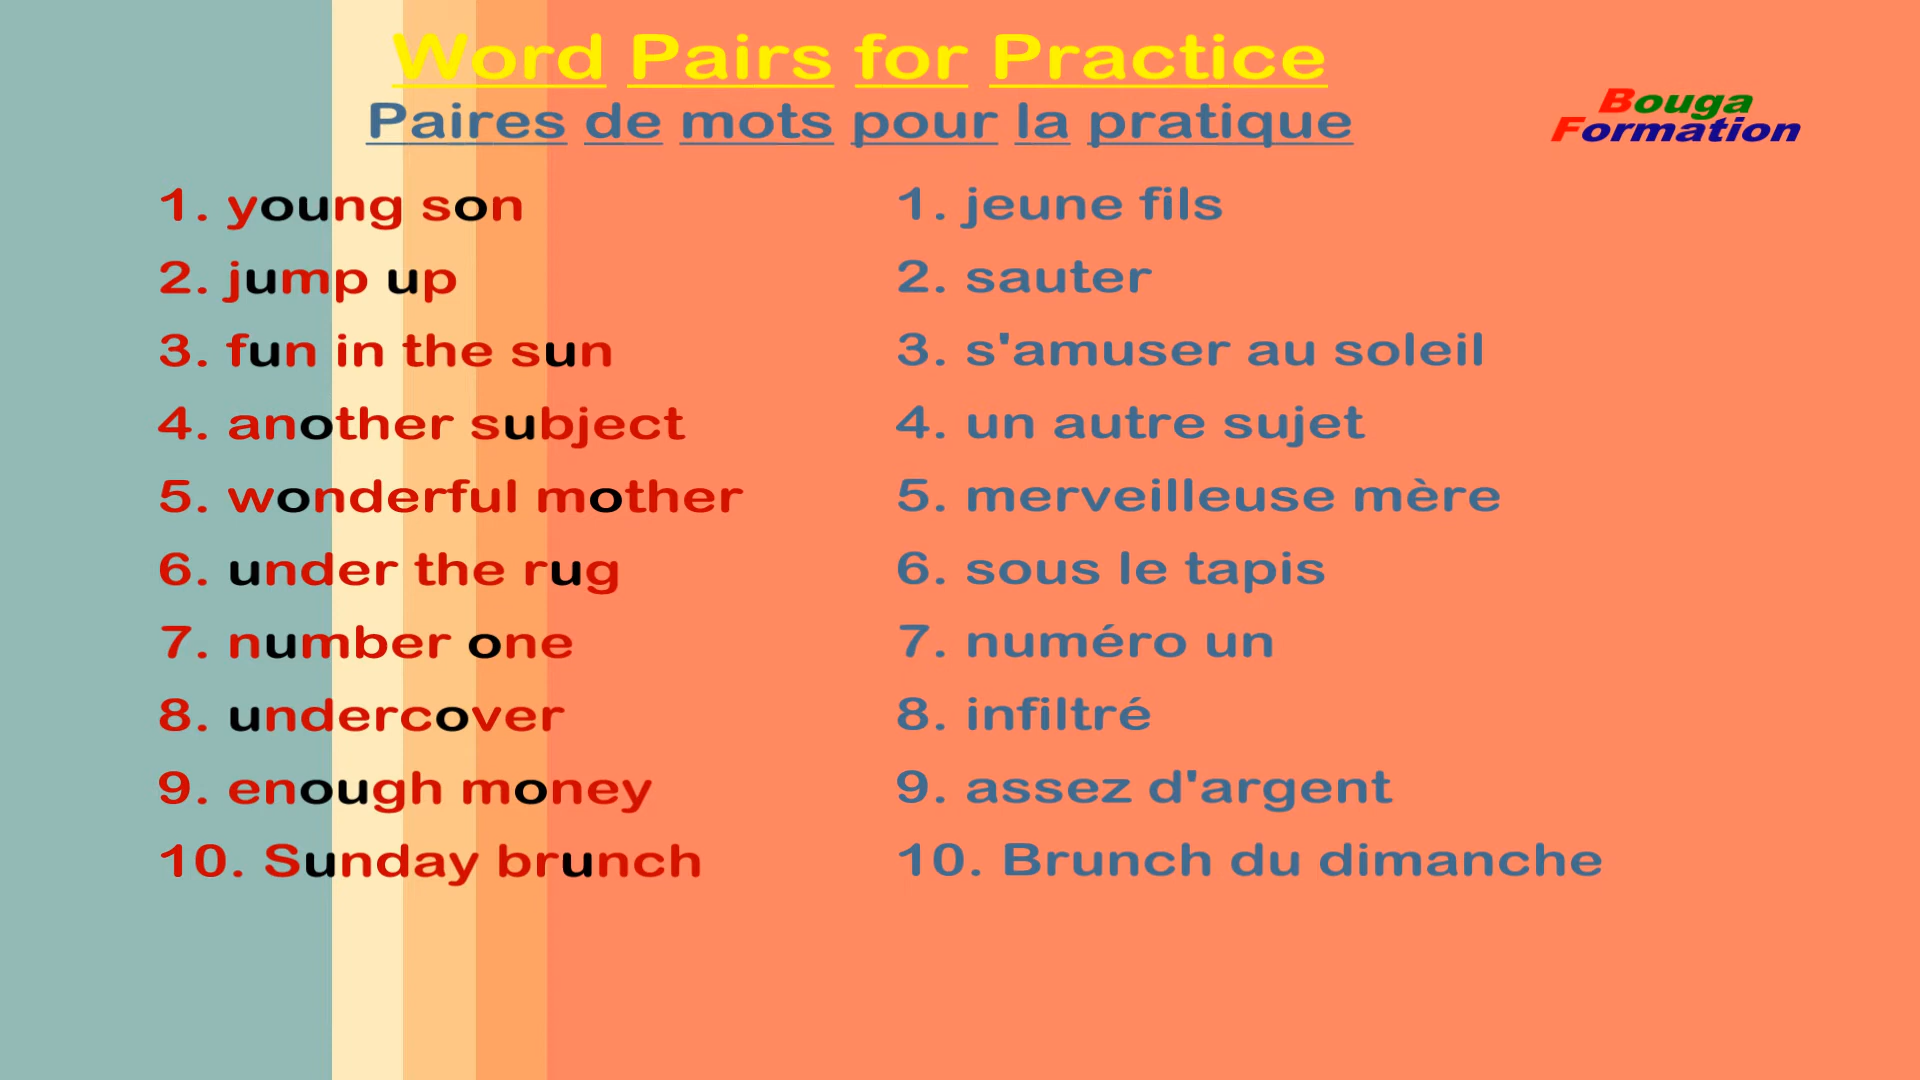 Word Pairs for Practice
Paires de mots pour la pratique
Bouga
Formation
1. young son
2. jump up
3. fun in the sun
4. another subject
5. wonderful mother
6. under the rug
7. number one
8. undercover
9. enough money
10. Sunday brunch
1. jeune fils
2. sauter
3. s'amuser au soleil
4. un autre sujet
5. merveilleuse mère
6. sous le tapis
7. numéro un
8. infiltré
9. assez d'argent
10. Brunch du dimanche